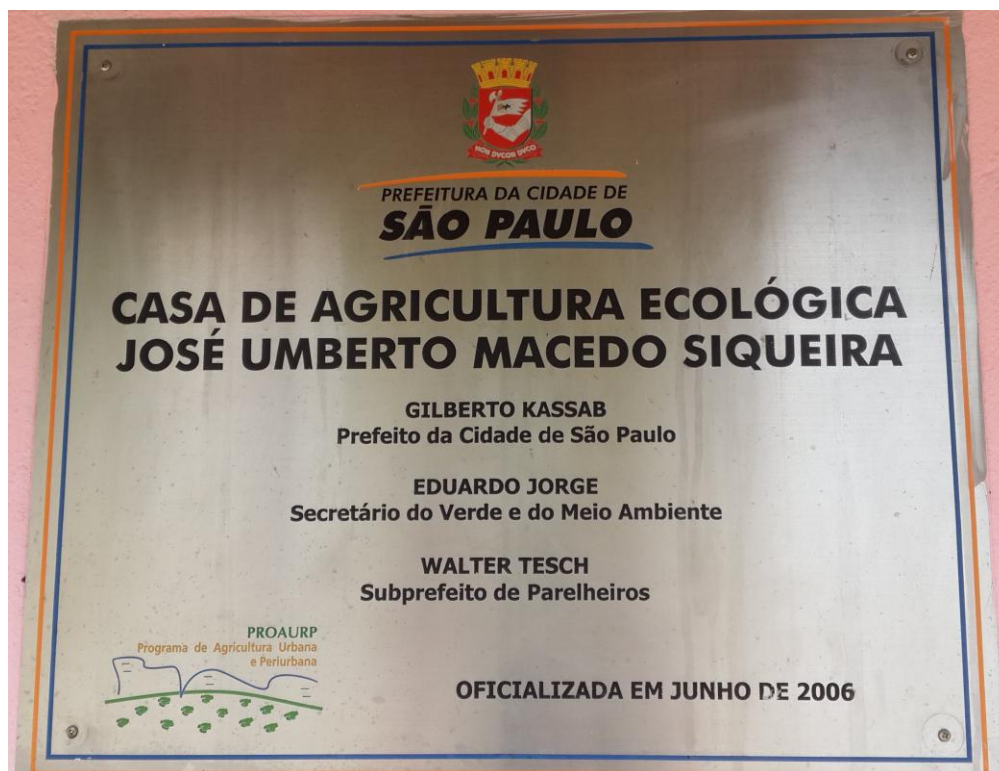 NON DVCOR DVCO
PREFEITURA DA CIDADE DE
SÃO PAULO
CASA DE AGRICULTURA ECOLÓGICA
JOSÉ UMBERTO MACEDO SIQUEIRA
GILBERTO KASSAB
Prefeito da Cidade de São Paulo
EDUARDO JORGE
Secretário do Verde e do Meio Ambiente
WALTER TESCH
Subprefeito de Parelheiros
PROAURP
Programa de Agricultura Urbana
e Periurbana
OFICIALIZADA EM JUNHO DE 2006